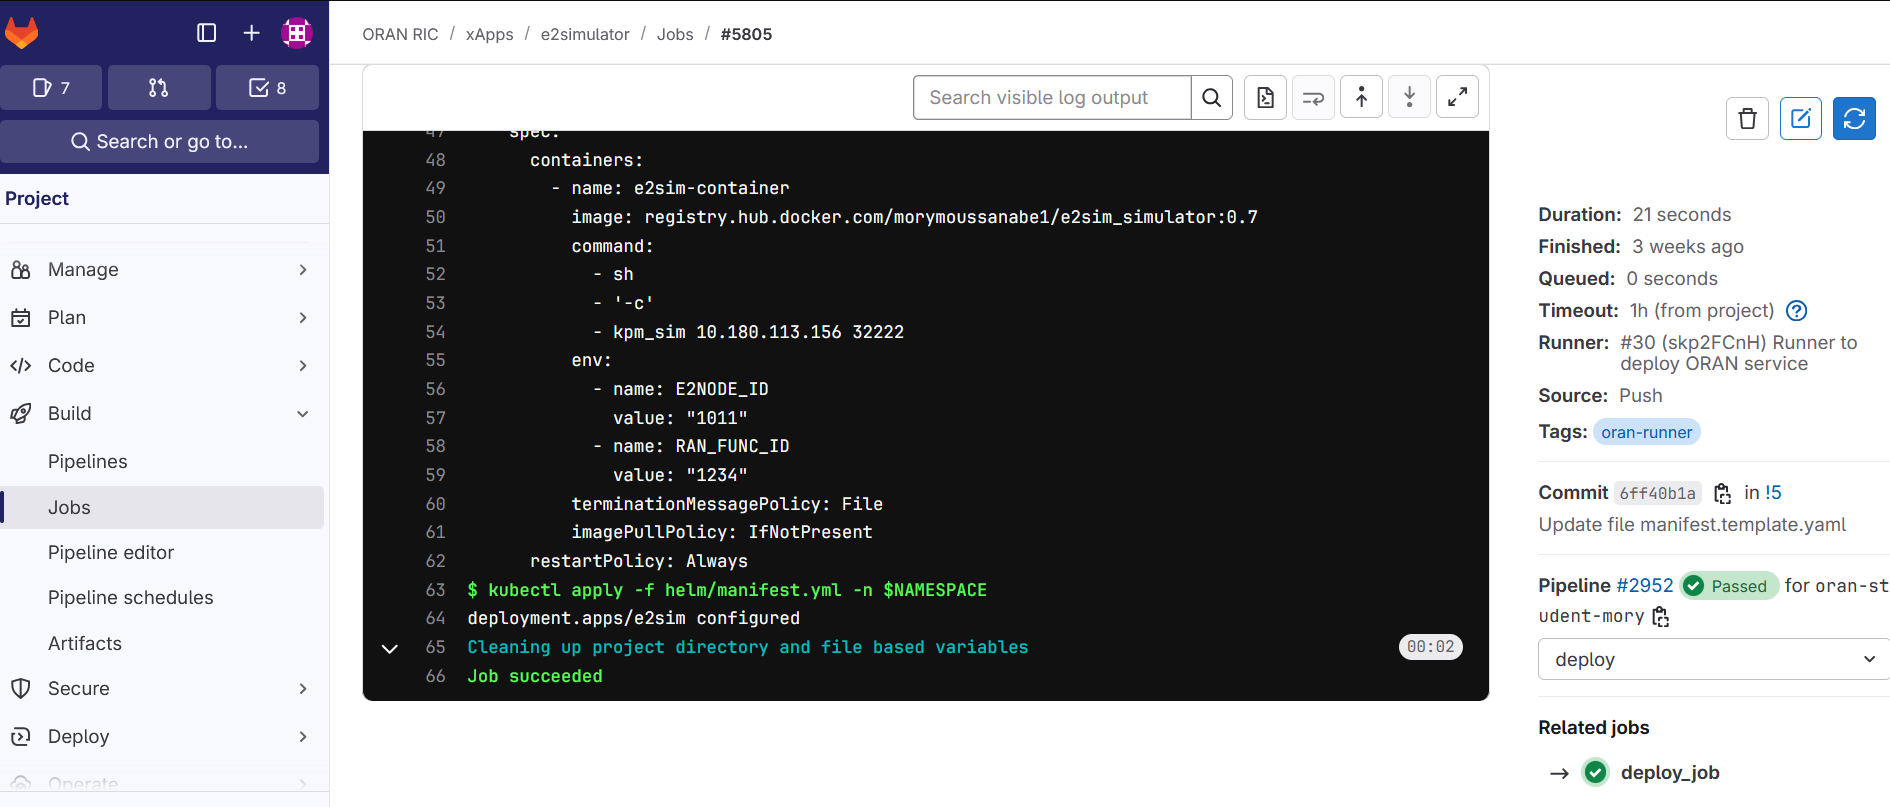 ORAN RIC / xApps / e2simulator / Jobs / #5805
7
8
Search or go to...
Project
Manage
Plan
Code
Build
Pipelines
Jobs
Pipeline editor
Pipeline schedules
Artifacts
Secure
Deploy
Operate
Search visible log output
47 spec:
48 containers:
49 - name: e2sim-container
50 image: registry.hub.docker.com/morymoussanabe1/e2sim_simulator:0.7
51 command:
52 - sh
53 - '-c'
54 - kpm_sim 10.180.113.156 32222
55 env:
56 - name: E2NODE_ID
57 value: "1011"
58 - name: RAN_FUNC_ID
59 value: "1234"
60 terminationMessagePolicy: File
61 imagePullPolicy: IfNotPresent
62 restartPolicy: Always
63 $ kubectl apply -f helm/manifest.yml -n $NAMESPACE
64 deployment.apps/e2sim configured
65 Cleaning up project directory and file based variables 00:02
66 Job succeeded
Duration: 21 seconds
Finished: 3 weeks ago
Queued: 0 seconds
Timeout: 1h (from project)
Runner: #30 (skp2FCnH) Runner to
deploy ORAN service
Source: Push
Tags: oran-runner
Commit 6ff40b1a in !5
Update file manifest.template.yaml
Pipeline #2952 Passed for oran-st
udent-mory
deploy
Related jobs
→ deploy_job